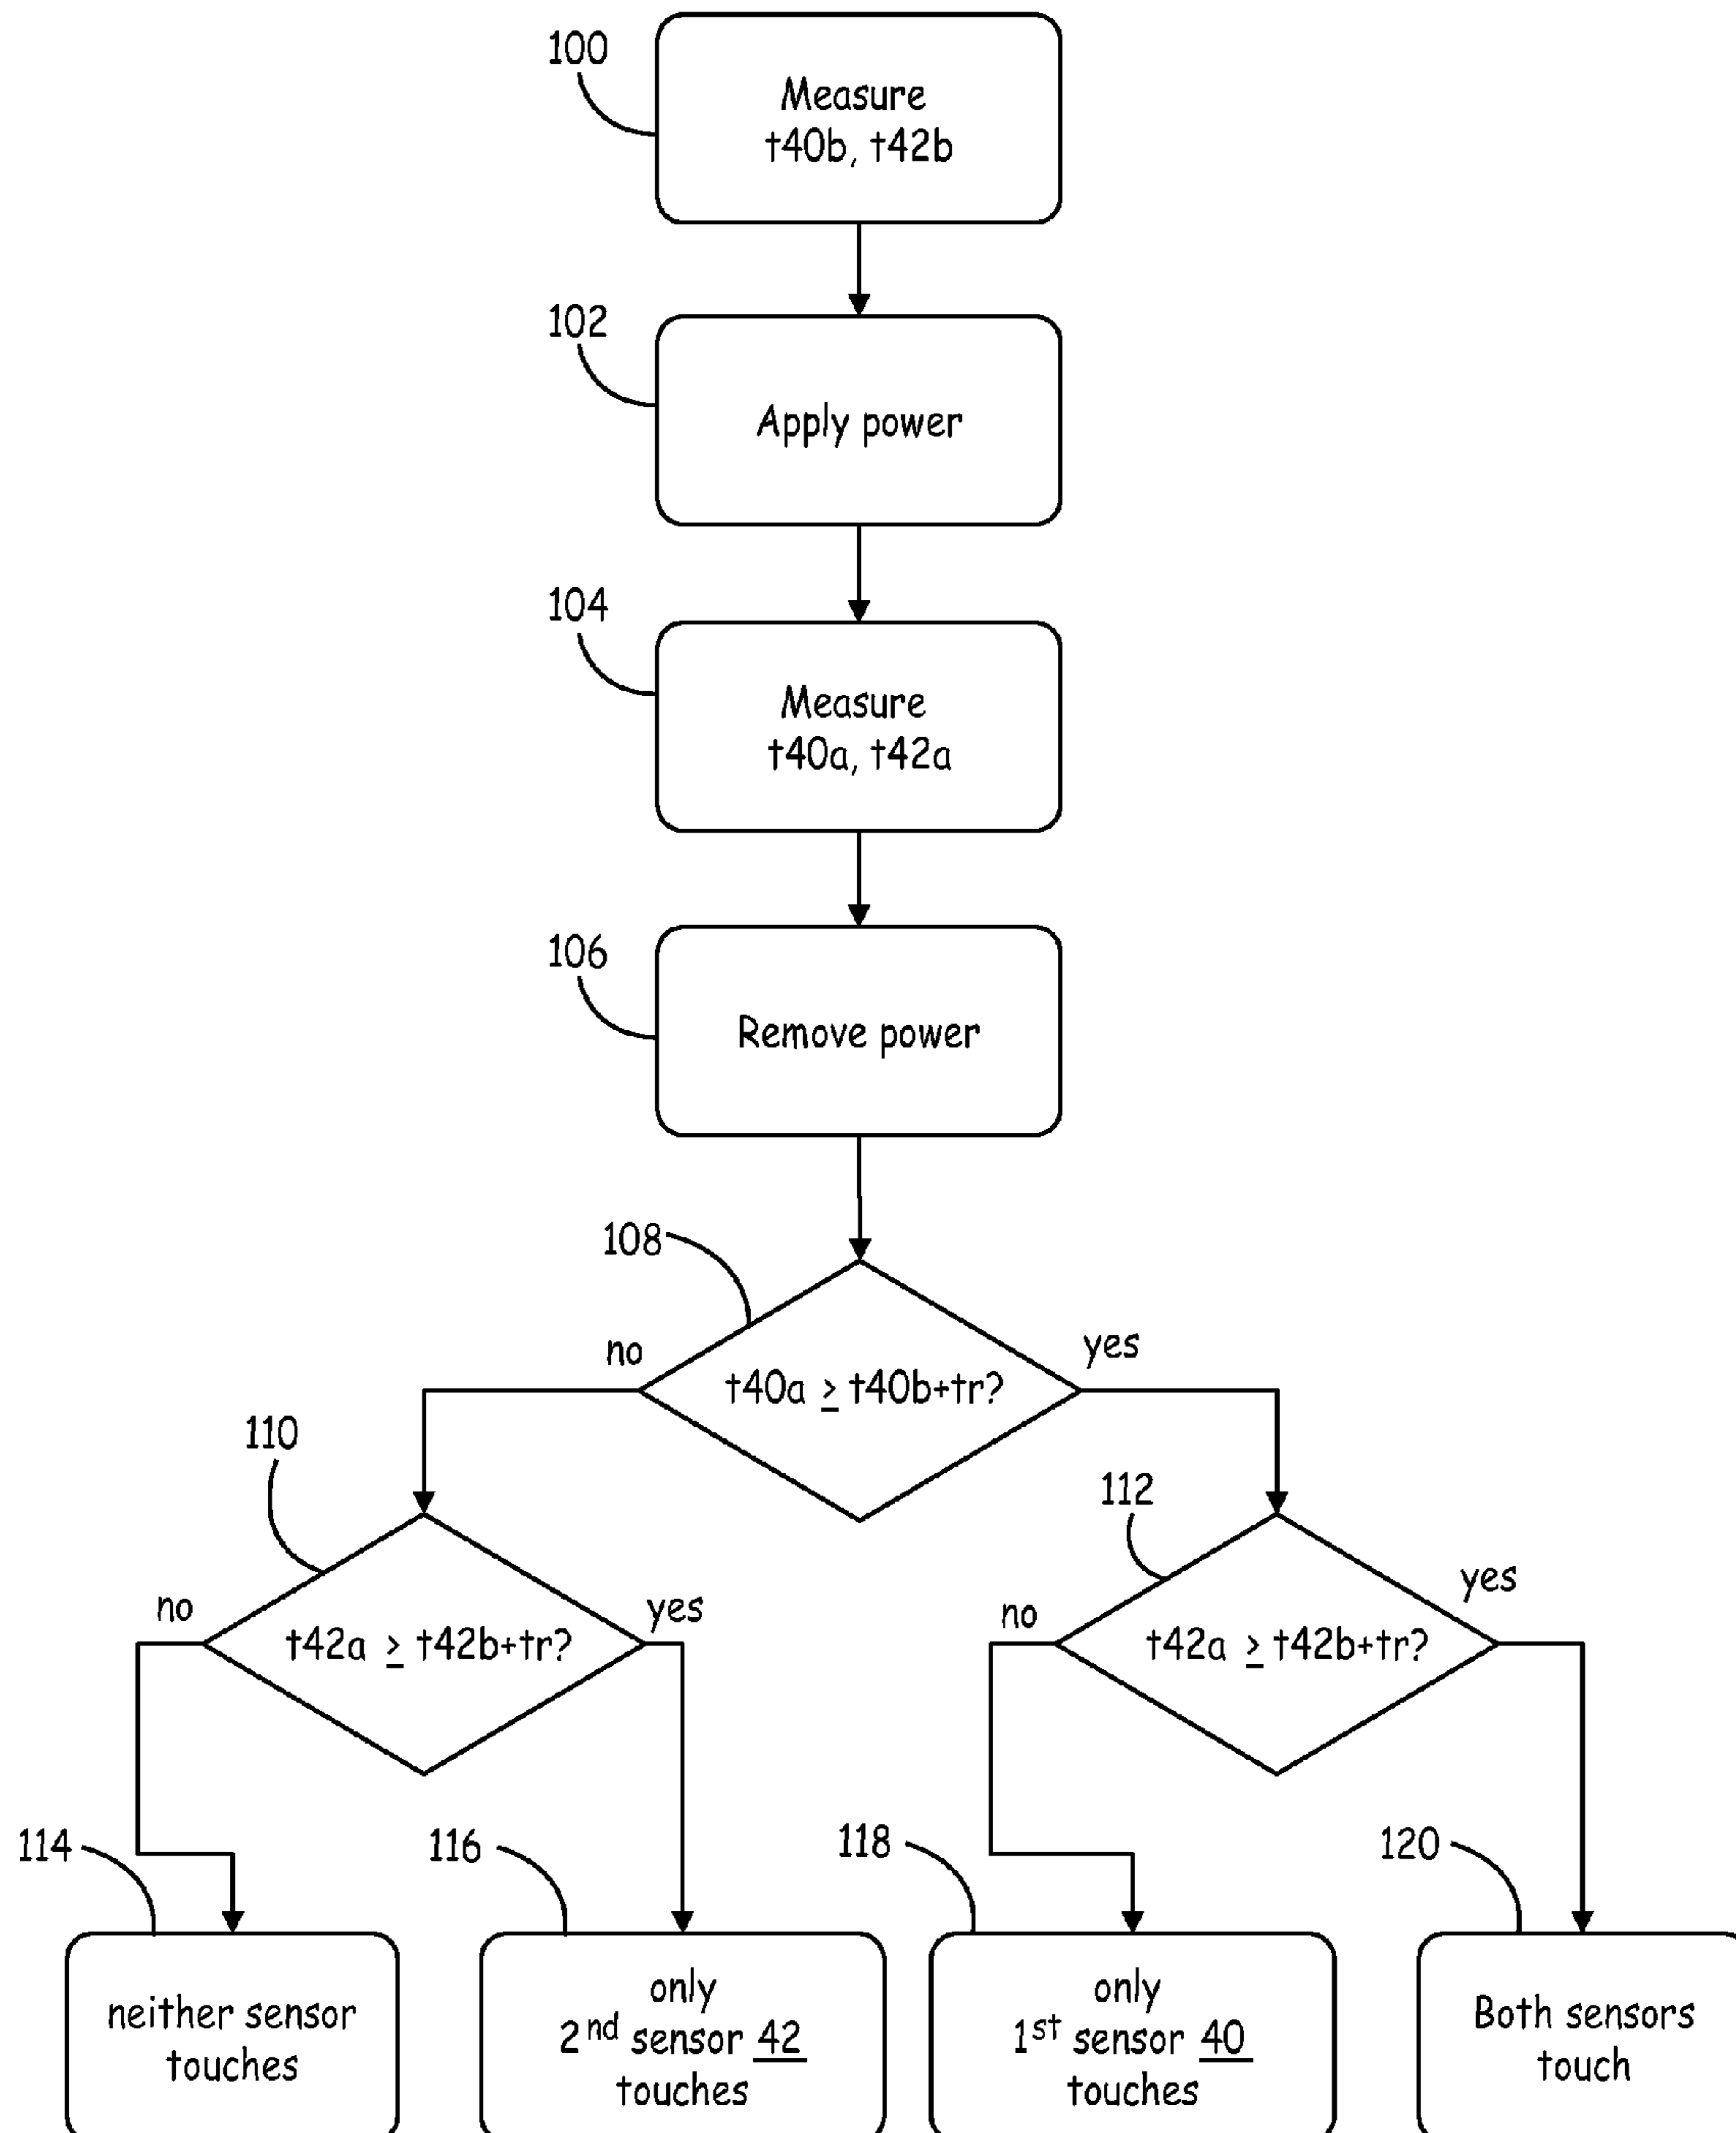 100
Measure
t40b, t42b
102
Apply power
104
Measure
t40a, t42a
106
Remove power
108
no
yes
t40a ≥ t40b+tr?
110
112
no
yes
t42a ≥ t42b+tr?
no
yes
t42a ≥ t42b+tr?
114
116
118
120
neither sensor
touches
only
2nd sensor 42
touches
only
1st sensor 40
touches
Both sensors
touch